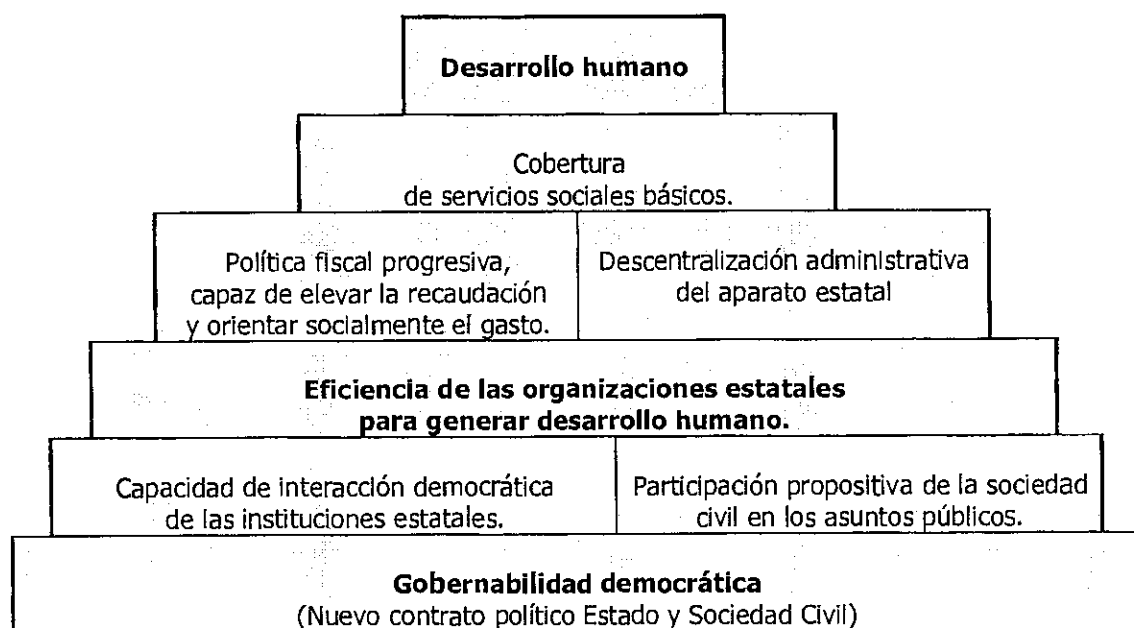 Desarrollo humano
Cobertura
de servicios sociales básicos.
Política fiscal progresiva,
capaz de elevar la recaudación
y orientar socialmente el gasto.
Descentralización administrativa
del aparato estatal
Eficiencia de las organizaciones estatales
para generar desarrollo humano.
Capacidad de interacción democrática
de las instituciones estatales.
Participación propositiva de la sociedad
civil en los asuntos públicos.
Gobernabilidad democrática
(Nuevo contrato político Estado y Sociedad Civil)